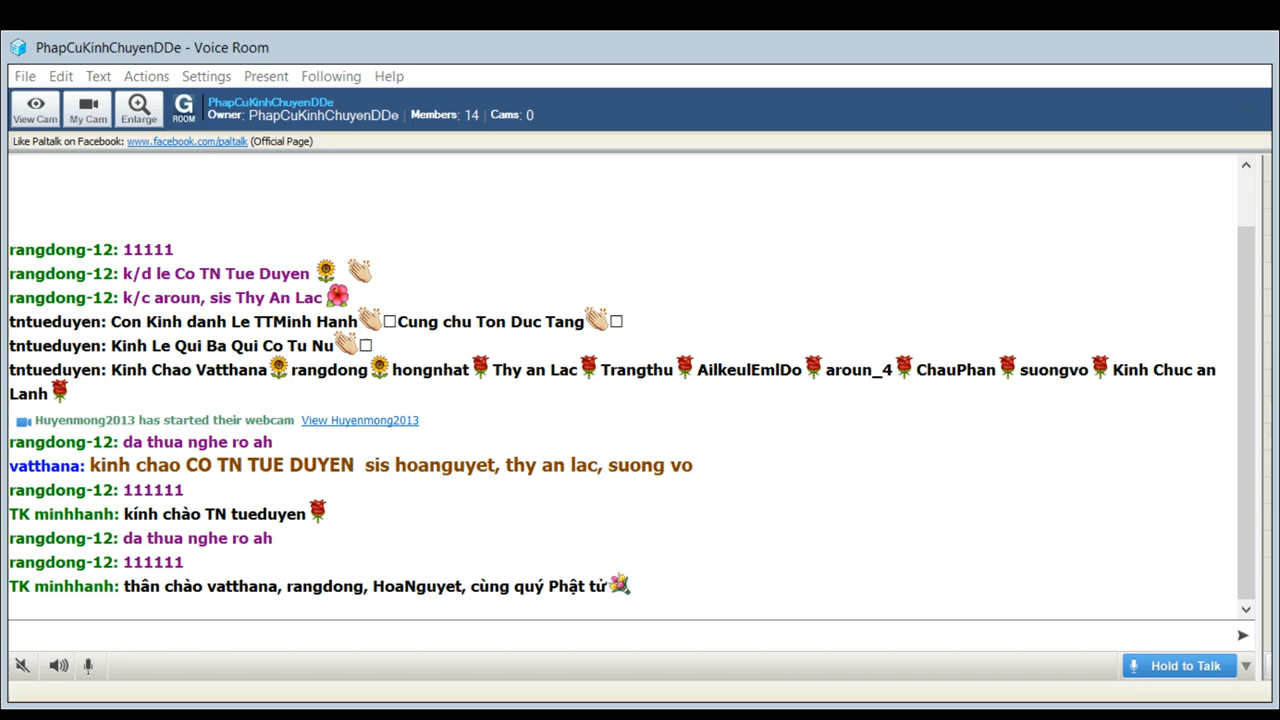 PhapCuKinhChuyenDDe - Voice Room
File Edit Text Actions Settings Present Following Help
View Cam
My Cam
Enlarge
G
ROOM
PhapCuKinhChuyenDDe
Owner: PhapCuKinhChuyenDDe | Members: 14 | Cams: 0
Like Paltalk on Facebook: www.facebook.com/paltalk (Official Page)
rangdong-12: 11111
rangdong-12: k/d le Co TN Tue Duyen
rangdong-12: k/c aroun, sis Thy An Lac
tntueduyen: Con Kinh danh Le TTMinh Hanh Cung chu Ton Duc Tang
tntueduyen: Kinh Le Qui Ba Qui Co Tu Nu
tntueduyen: Kinh Chao Vatthana rangdong hongnhat Thy an Lac Trangthu AilkeulEmlDo aroun_4 ChauPhan suongvo Kinh Chuc an
Lanh
Huyenmong2013 has started their webcam View Huyenmong2013
rangdong-12: da thua nghe ro ah
vatthana: kinh chao CO TN TUE DUYEN sis hoanguyet, thy an lac, suong vo
rangdong-12: 111111
TK minhhanh: kính chào TN tueduyen
rangdong-12: da thua nghe ro ah
rangdong-12: 111111
TK minhhanh: thân chào vatthana, rangdong, HoaNguyet, cùng quý Phật tử
Hold to Talk